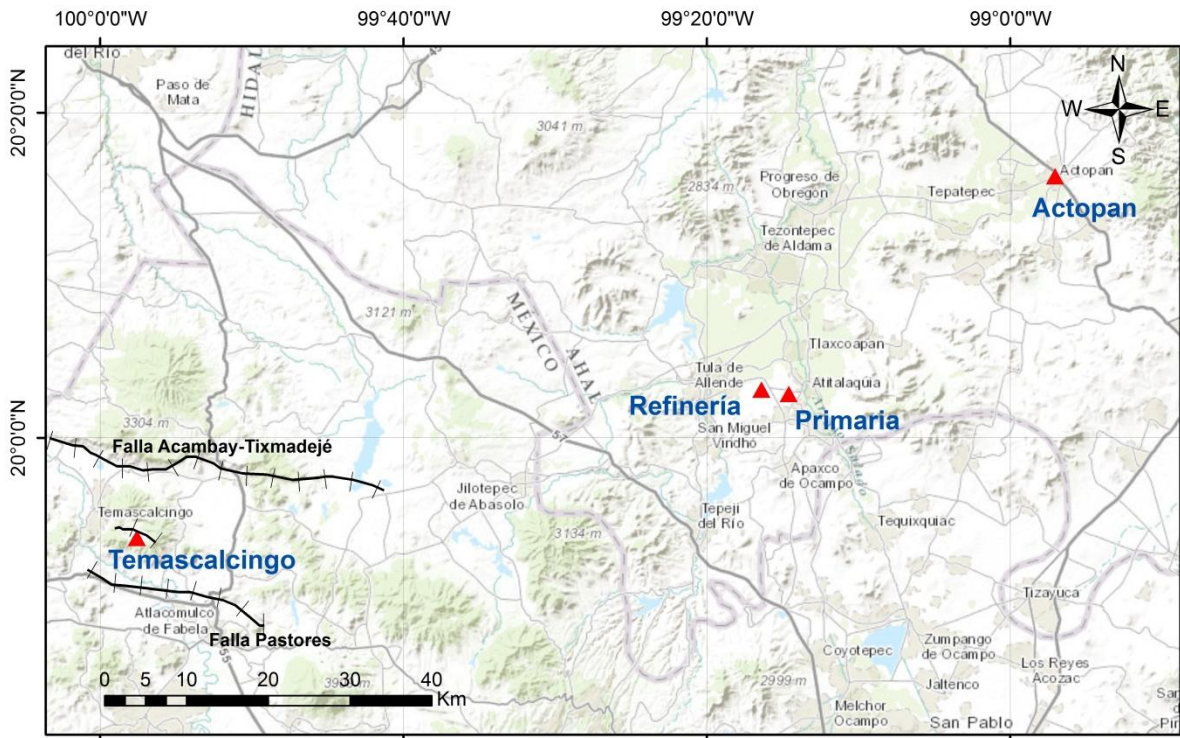 100°0'0"W
99°40'0"W
99°20'0"W
99°0'0"W
20°20'0"N
20°0'0"N
del Río
Paso de
Mata
HIDAL
3041 m
N
W
E
S
Actopan
Actopan
2834 m
Progreso de
Obregón
Tepatepec
Tezontepec
de Aldama
3121 m
MEXICO
AHAL
Tlaxcoapan
Tula de
Allende
Atitalaquia
Refinería
Primaria
San Miguel
Vindho
57
3304 m
Falla Acambay-Tixmadejé
Jilotepec
de Abasolo
Apaxco
de Ocampo
Salado
Temascalcingo
Temascalcingo
3134 m
Tepeji
del Río
Tequixquiac
Atlacomulco
de Fabela
Falla Pastores
55
Tizayuca
Coyotepec
Zumpango
de Ocampo
Los Reyes
Acozac
Jaltenco
2999 m
Melchor
Ocampo
San Pablo
0 5 10 20 30 40
Km